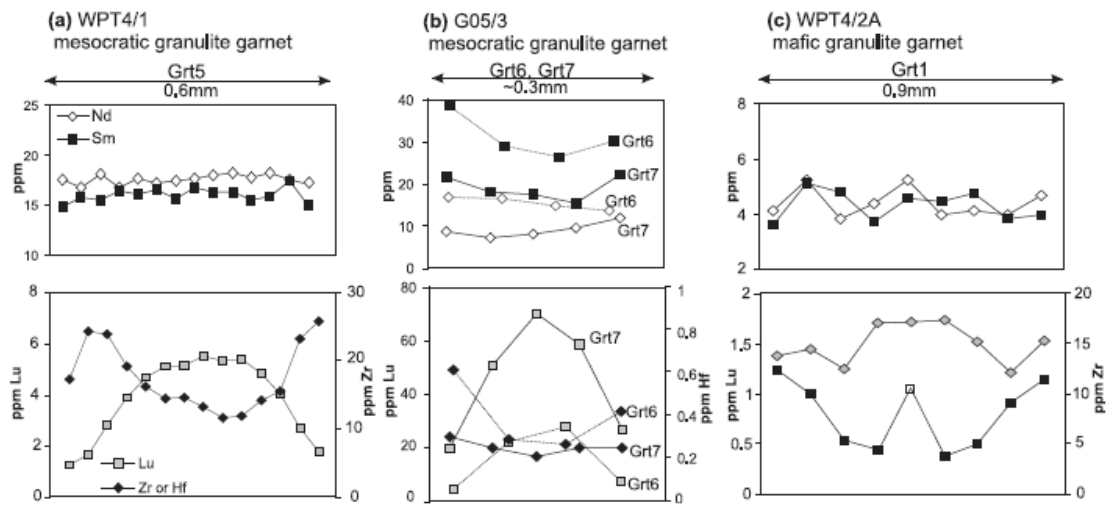 (a) WPT4/1
mesocratic granulite garnet
Grt5
0.6mm
25
20
15
10
ppm
Nd
Sm
8
6
4
2
0
ppm Lu
30
20
10
0
ppm Zr
Lu
Zr or Hf
(b) G05/3
mesocratic granulite garnet
Grt6, Grt7
~0.3mm
40
30
20
10
0
ppm
Grt6
Grt7
Grt6
Grt7
80
60
40
20
0
ppm Lu
1
0.8
0.6
0.4
0.2
0
ppm Hf
Grt7
Grt6
Grt7
Grt6
(c) WPT4/2A
mafic granulite garnet
Grt1
0.9mm
8
6
4
2
ppm
2
1.5
1
0.5
0
ppm Lu
20
15
10
5
0
ppm Zr